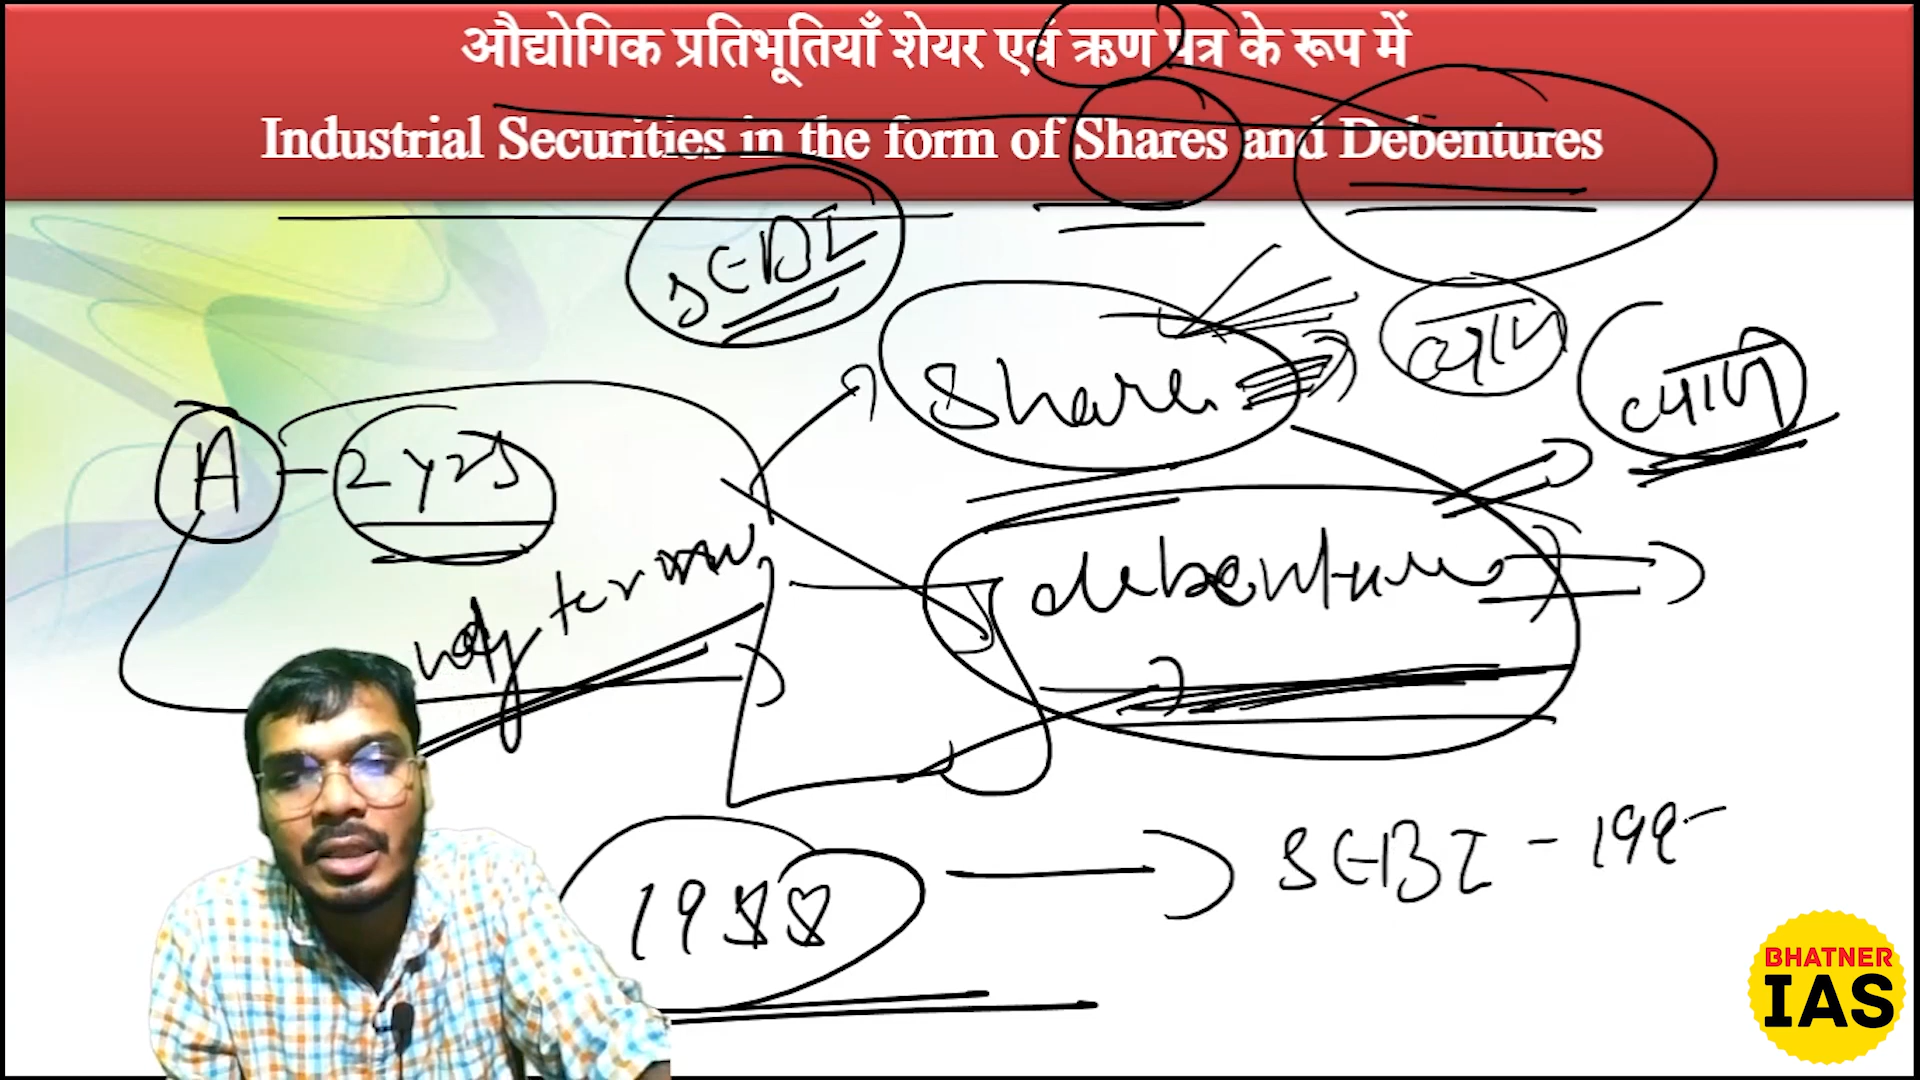 औद्योगिक प्रतिभूतियाँ शेयर एवं ऋण पत्र के रूप में
Industrial Securities in the form of Shares and Debentures
SEBI
Share
ब्याज
ब्याज
A - 2 yrs
debenture
1988
SEBI - 199
BHATNER
IAS